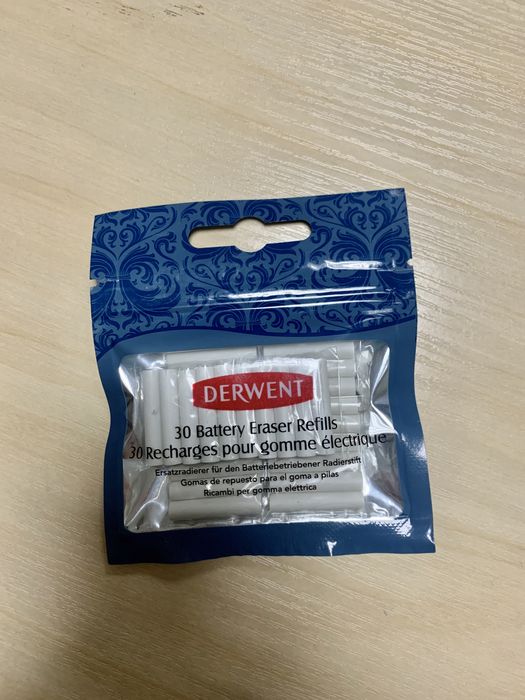 DERWENT
30 Battery Eraser Refills
30 Recharges pour gomme électrique
Ersatzradierer für den Batteriebetriebener Radierstift
Gomas de repuesto para el goma a pilas
Ricambi per gomma elettrica